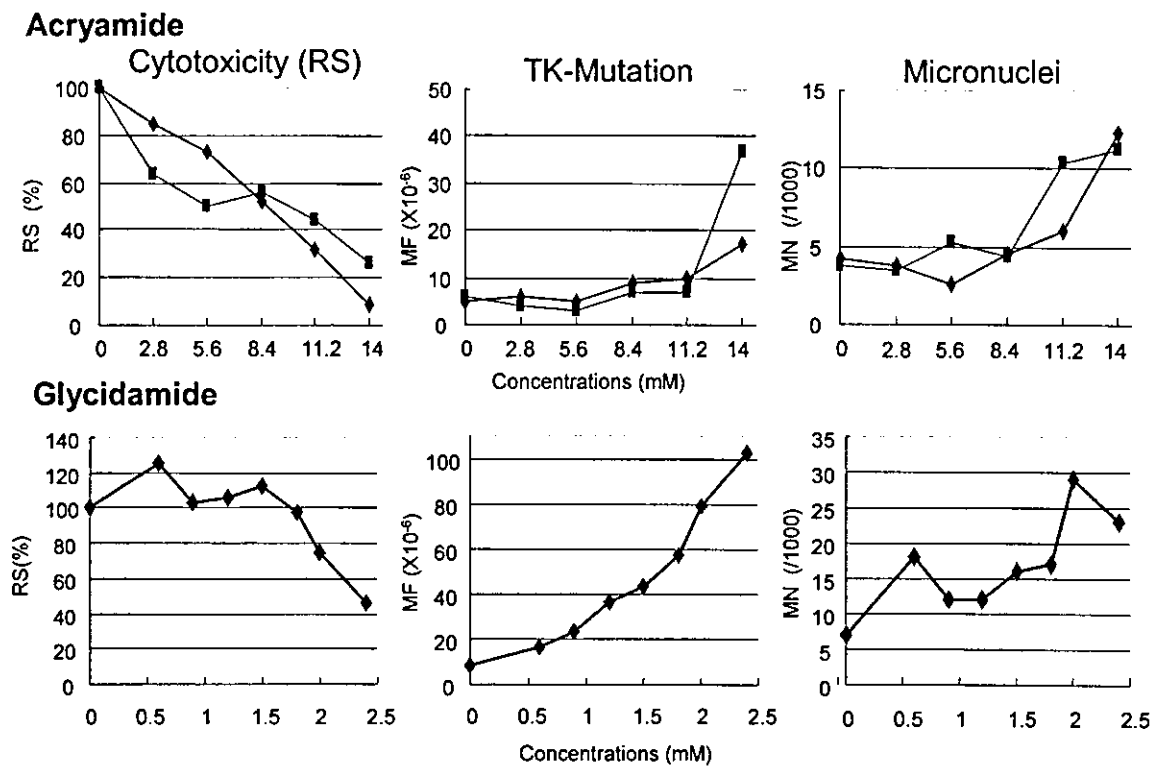 Acryamide
Cytotoxicity (RS)
TK-Mutation
Micronuclei
RS (%)
100
80
60
40
20
0
0 2.8 5.6 8.4 11.2 14
MF (X10⁻⁶)
50
40
30
20
10
0
0 2.8 5.6 8.4 11.2 14
MN (/1000)
15
10
5
0
0 2.8 5.6 8.4 11.2 14
Concentrations (mM)
Glycidamide
RS(%)
140
120
100
80
60
40
20
0
0 0.5 1 1.5 2 2.5
MF (X10⁻⁶)
100
80
60
40
20
0
0 0.5 1 1.5 2 2.5
MN (/1000)
35
30
25
20
15
10
5
0
0 0.5 1 1.5 2 2.5
Concentrations (mM)